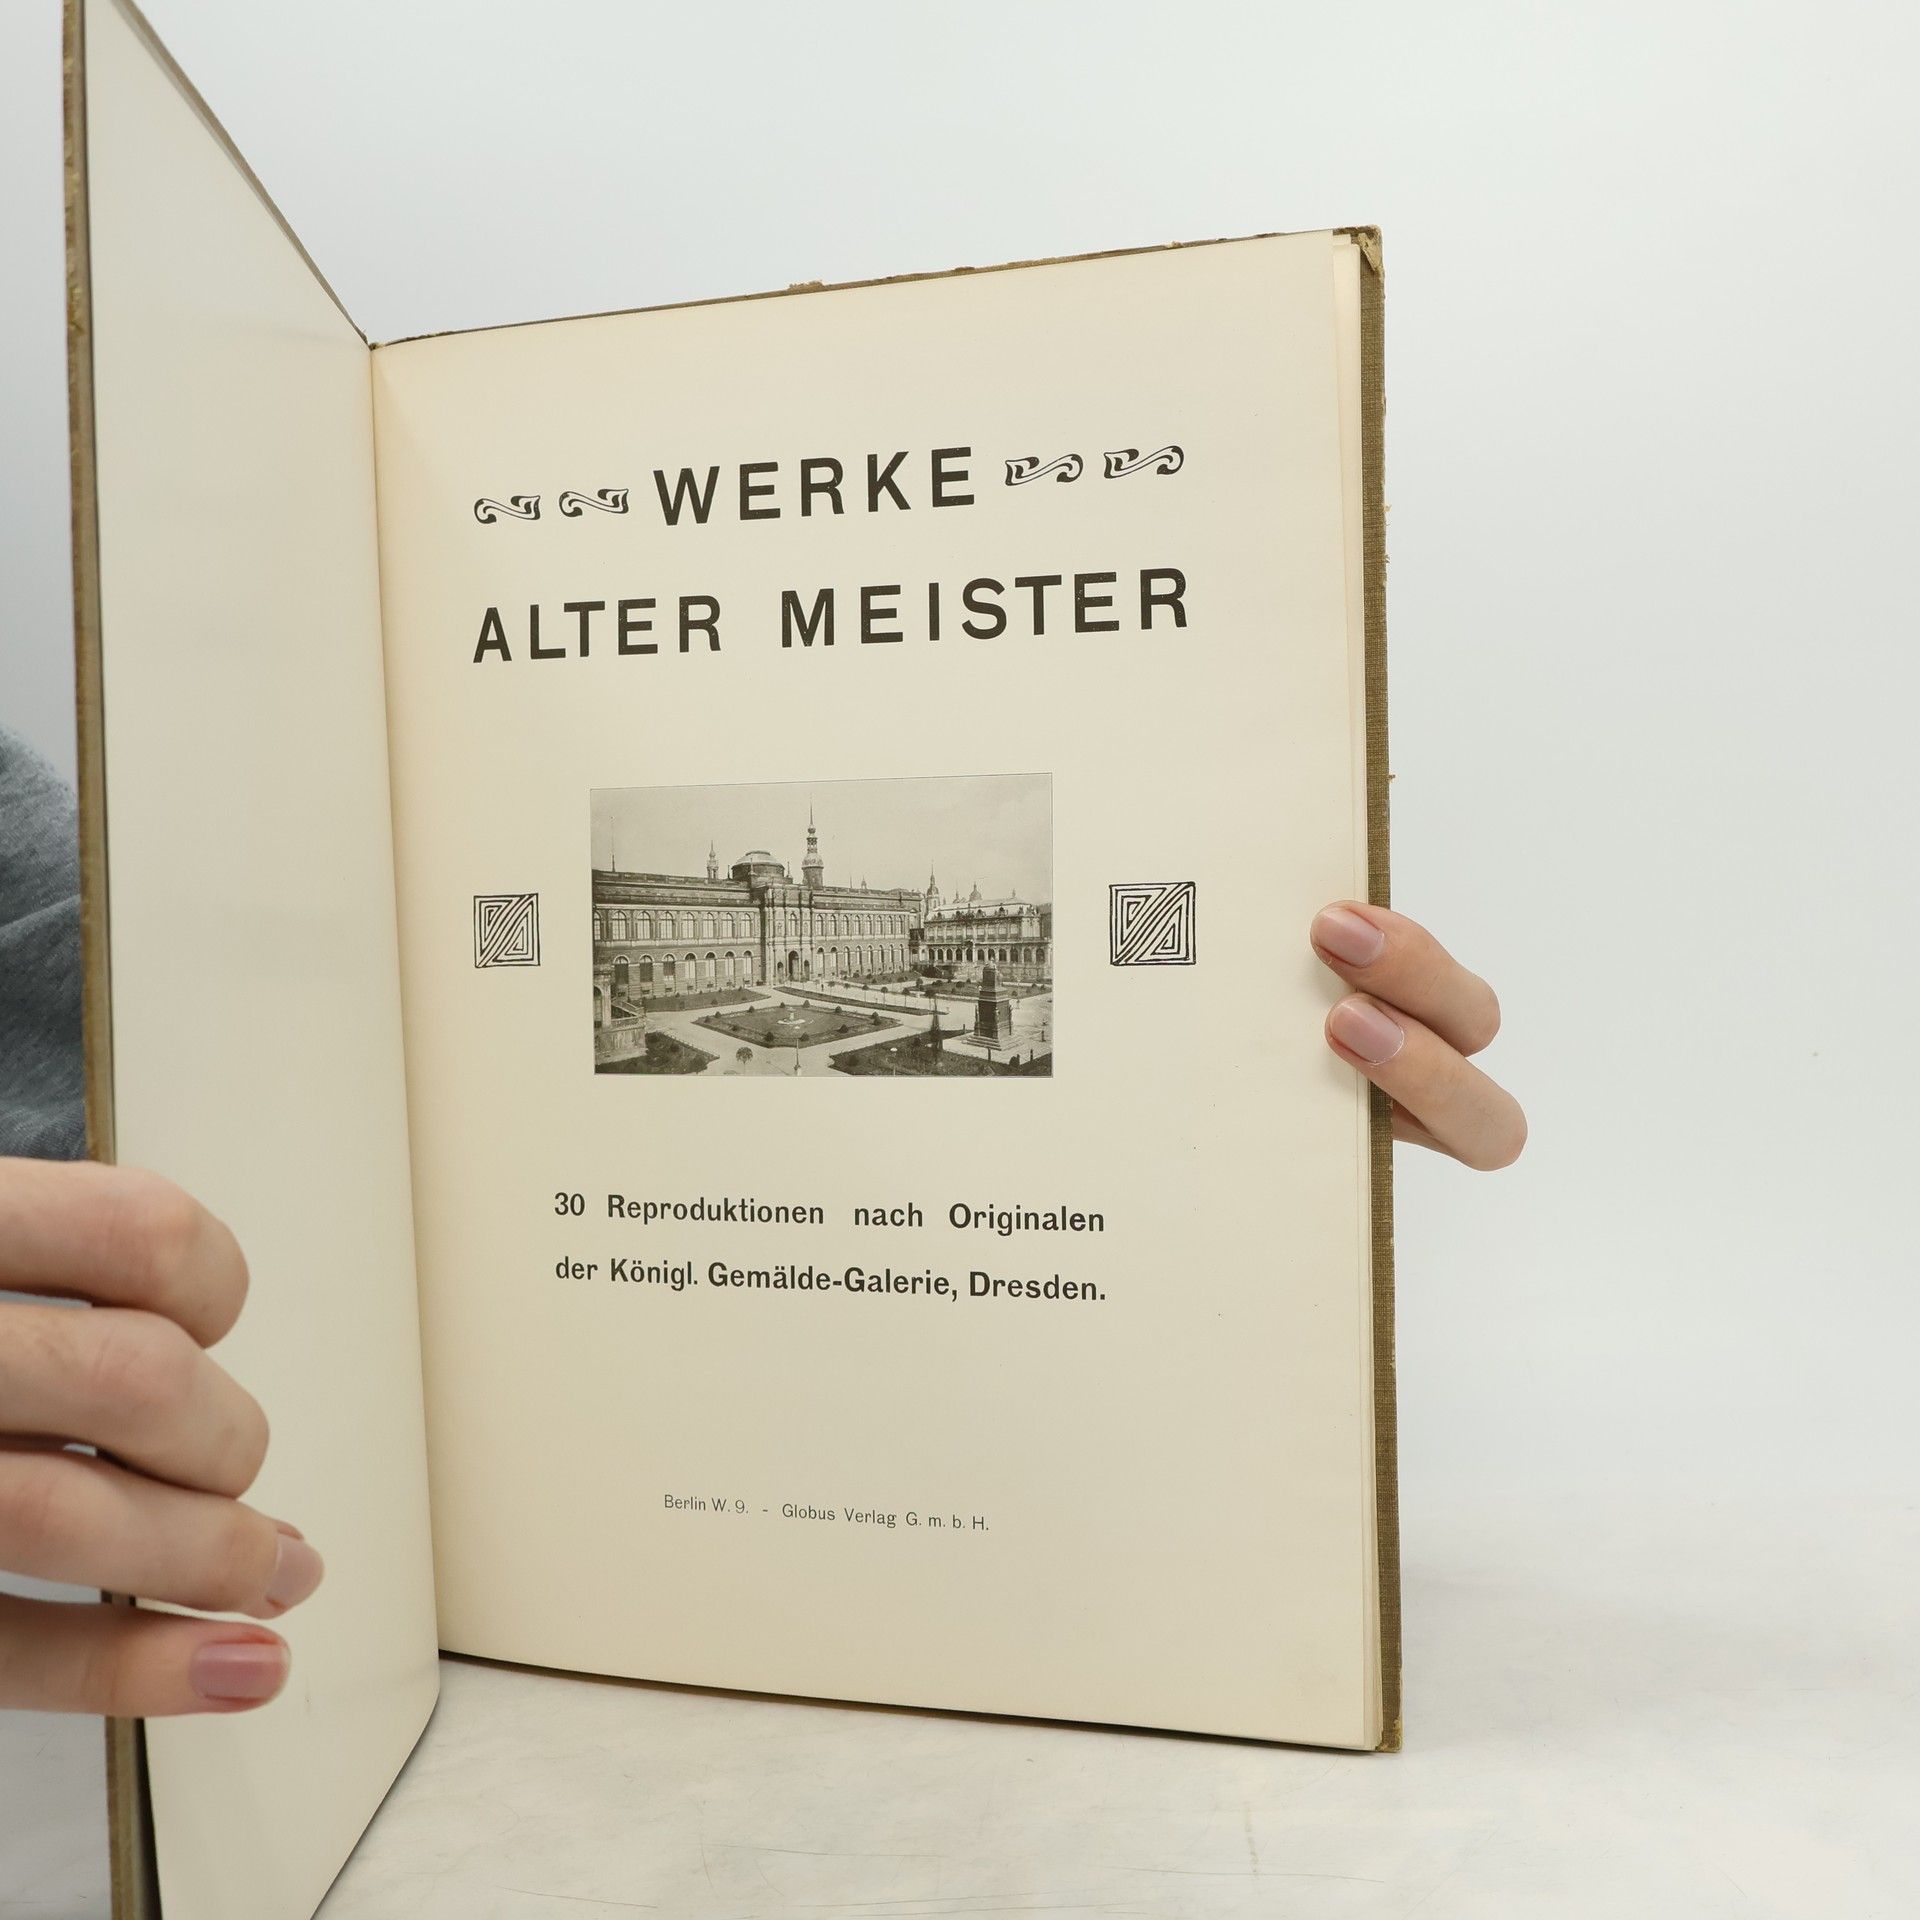 WERKE
ALTER MEISTER
30 Reproduktionen nach Originalen
der Königl. Gemälde-Galerie, Dresden.
Berlin W. 9. - Globus Verlag G. m. b. H.